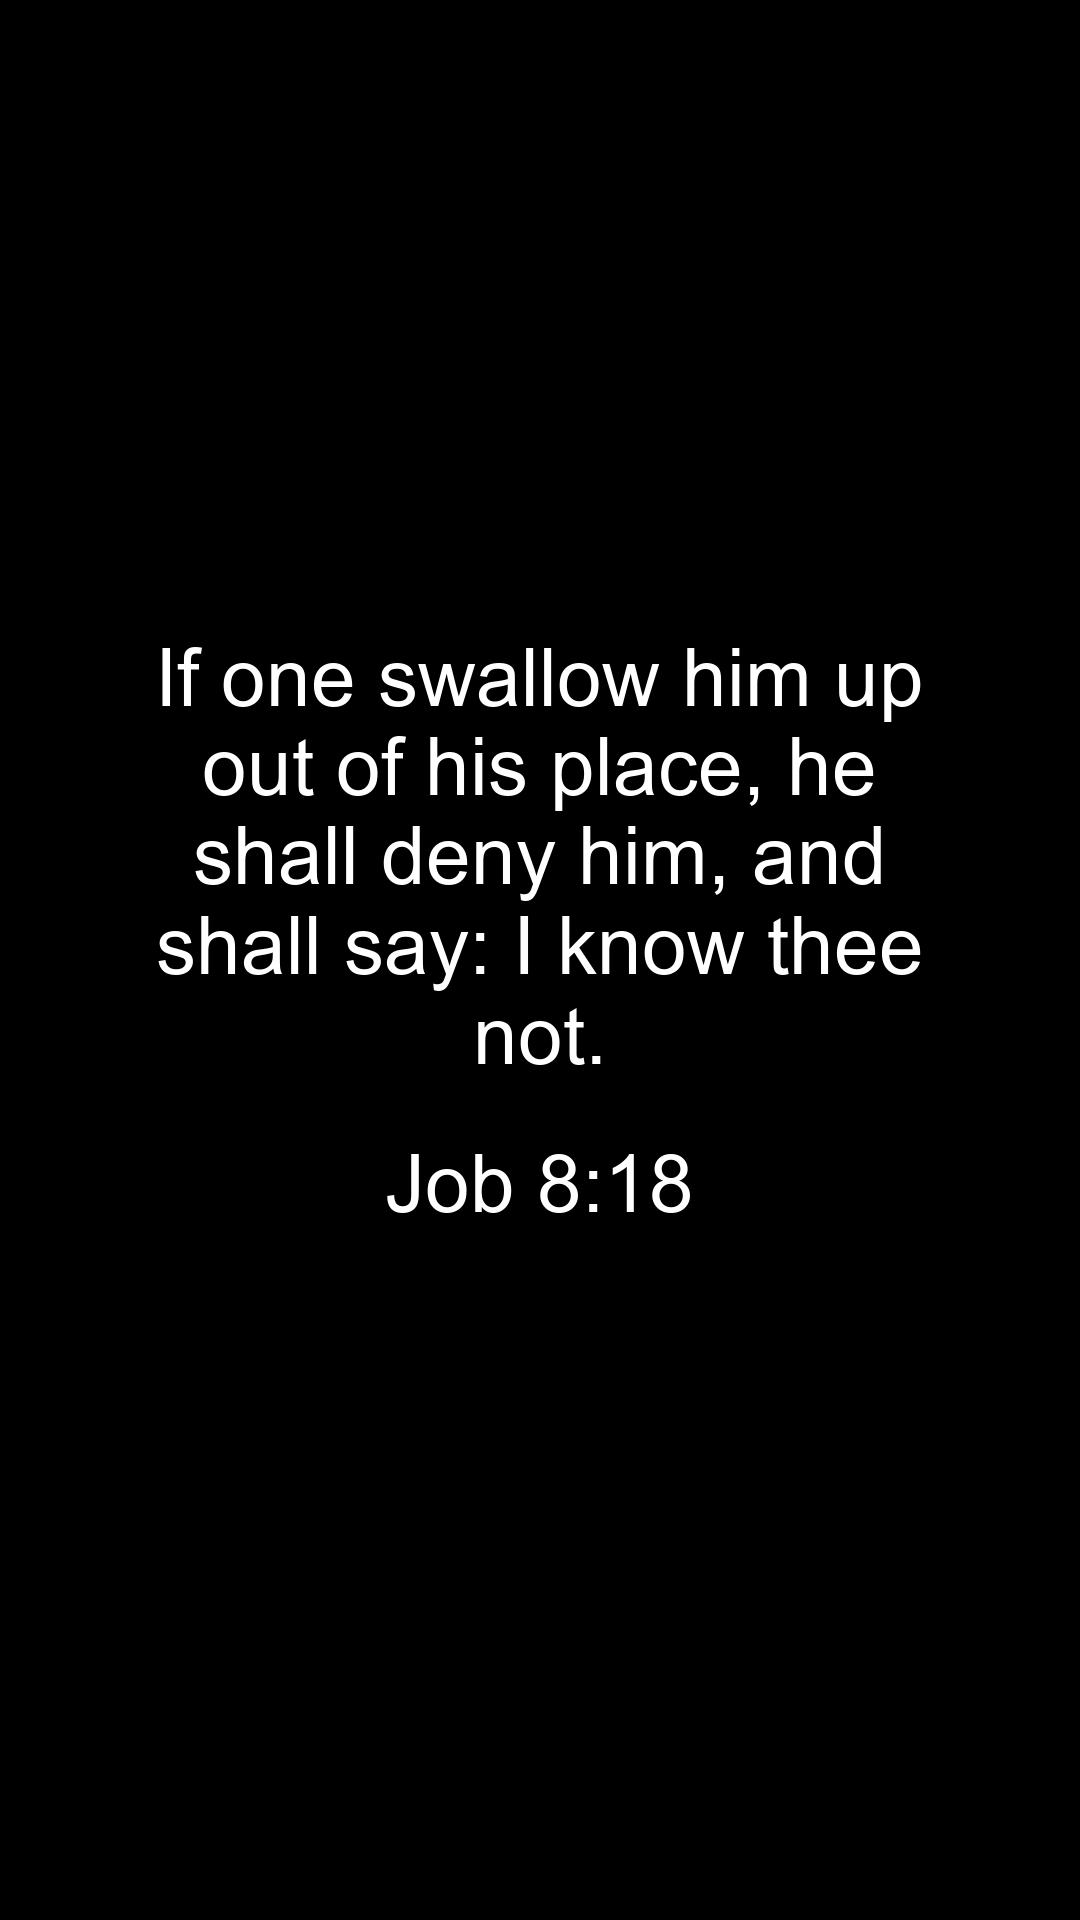 If one swallow him up
out of his place, he
shall deny him, and
shall say: I know thee
not.
Job 8:18